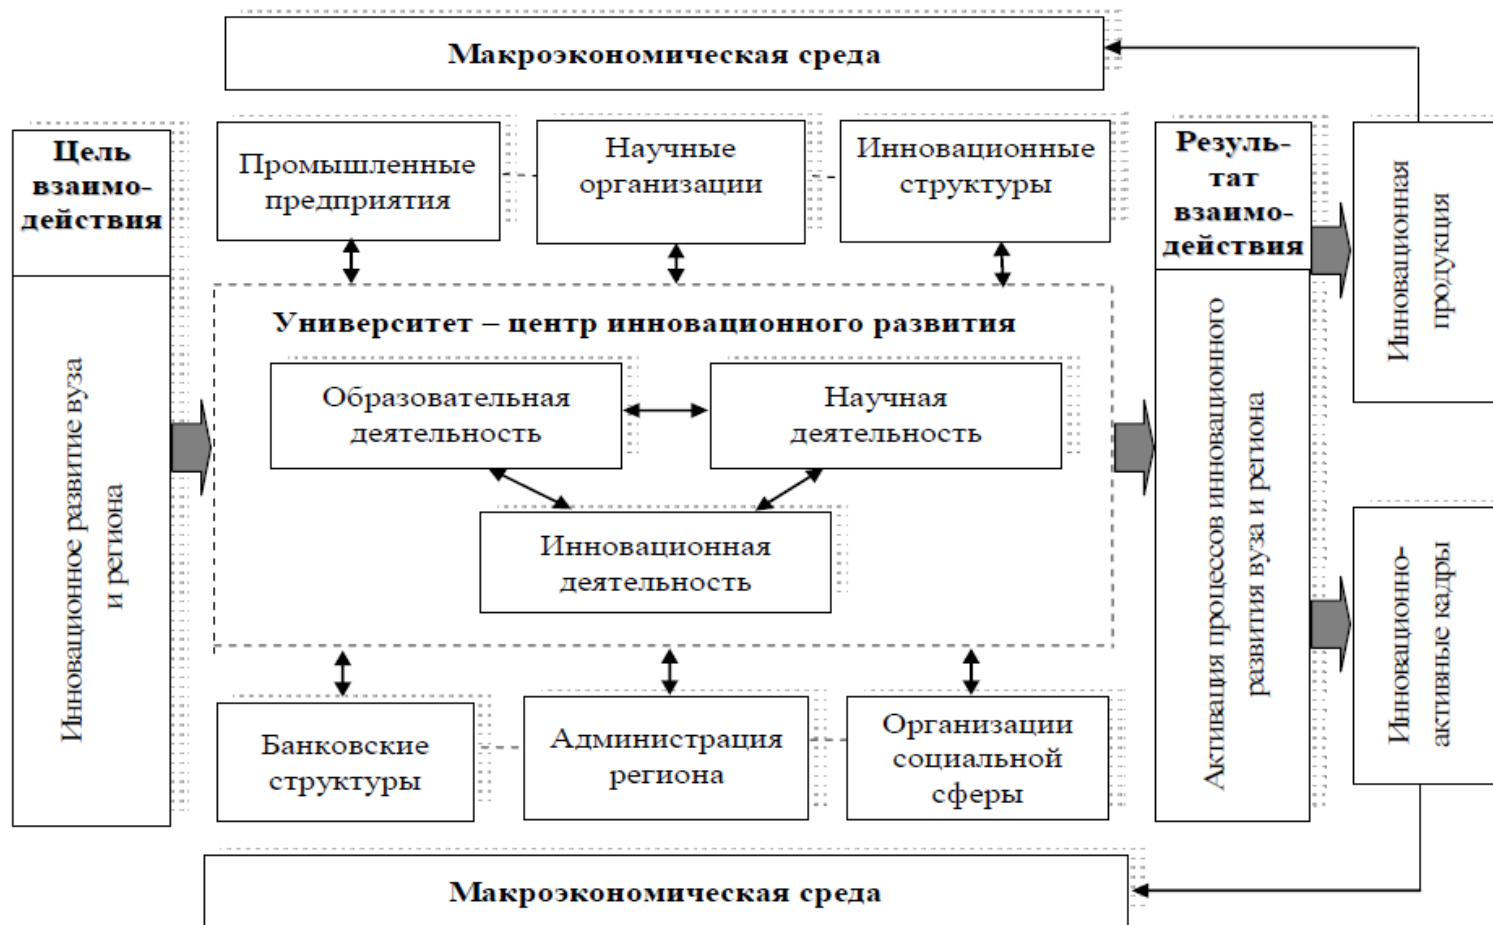 Макроэкономическая среда
Цель
взаимо-
действия
Инновационное развитие вуза
и региона
Промышленные
предприятия
Научные
организации
Инновационные
структуры
Университет – центр инновационного развития
Образовательная
деятельность
Научная
деятельность
Инновационная
деятельность
Банковские
структуры
Администрация
региона
Организации
социальной
сферы
Резуль-
тат
взаимо-
действия
Активация процессов инновационного
развития вуза и региона
Инновационная
продукция
Инновационно-
активные кадры
Макроэкономическая среда